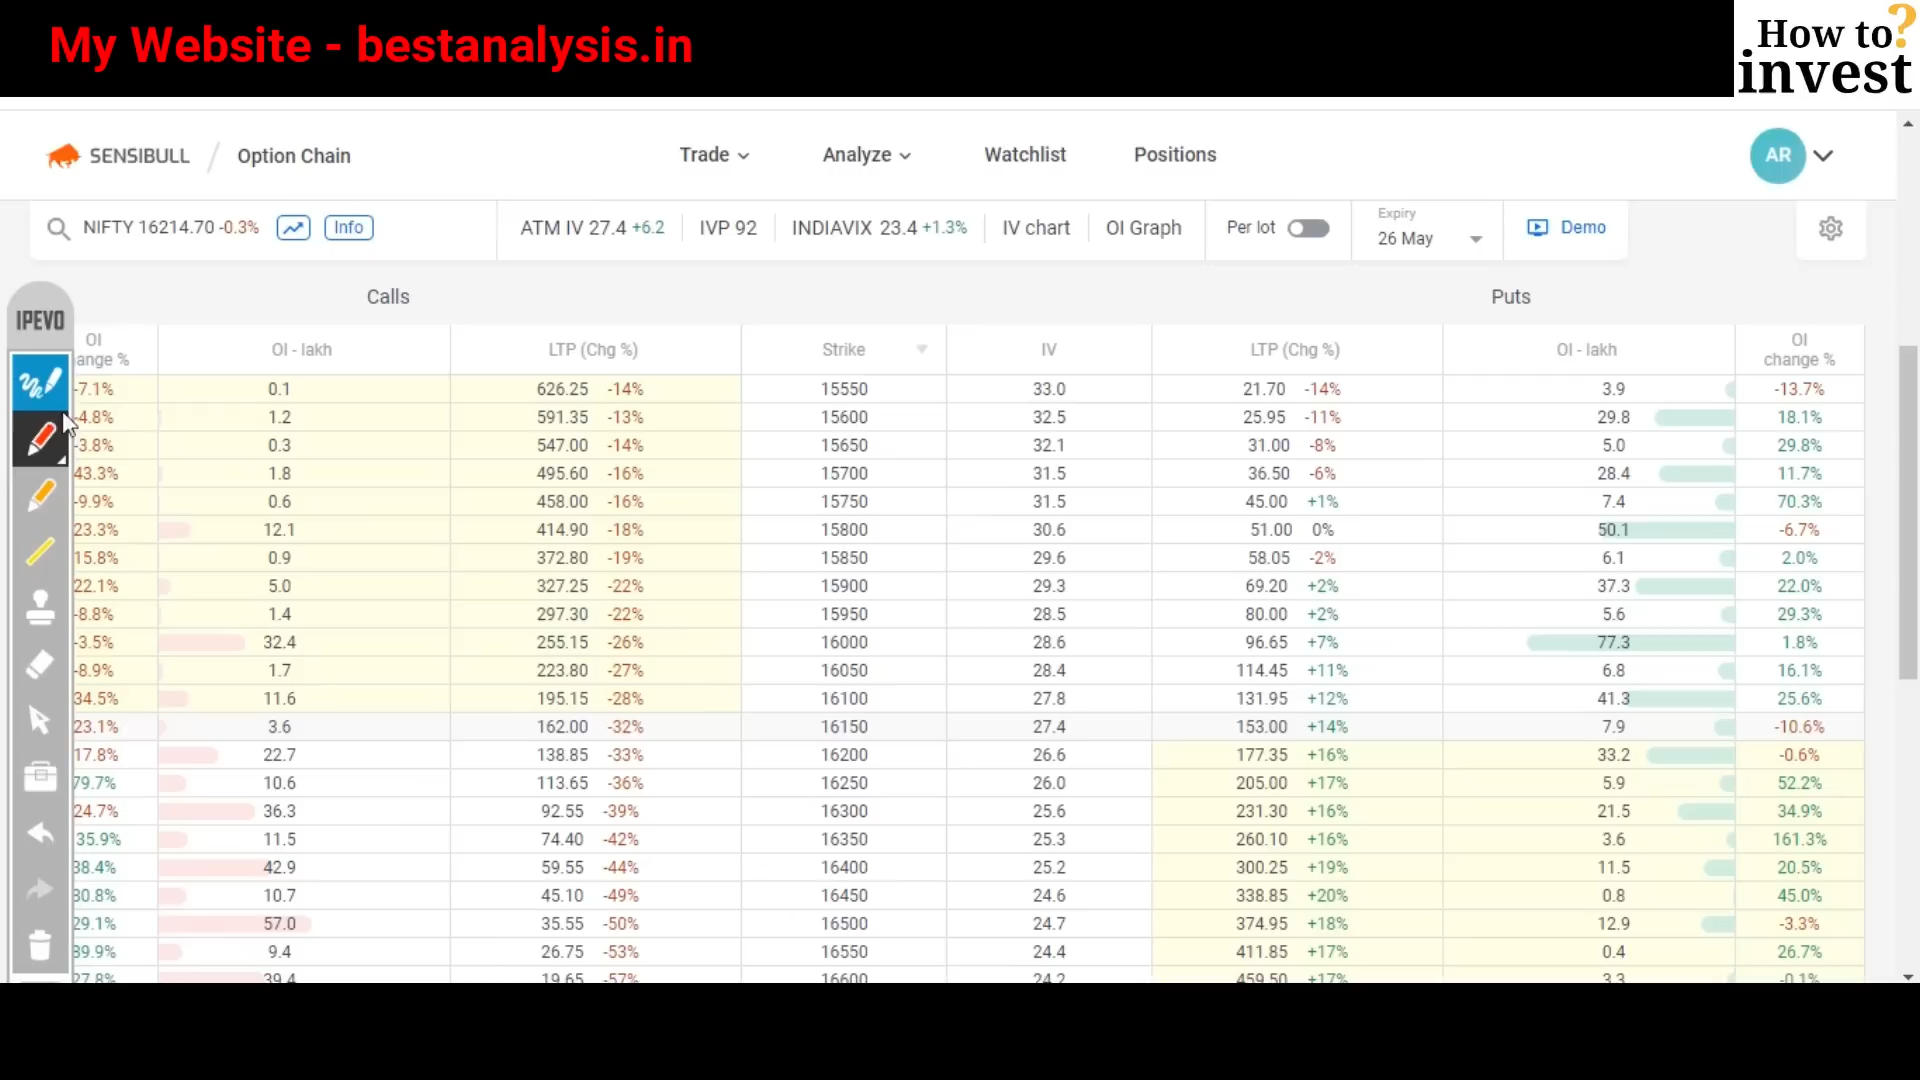 My Website - bestanalysis.in
How to?
invest
SENSIBULL / Option Chain Trade Analyze Watchlist Positions AR
NIFTY 16214.70 -0.3% Info ATM IV 27.4 +6.2 IVP 92 INDIAVIX 23.4 +1.3% IV chart OI Graph Per lot Expiry 26 May Demo
Calls Puts
IPEVO
OI ange % OI - lakh LTP (Chg %) Strike IV LTP (Chg %) OI - lakh OI change %
-7.1% 0.1 626.25 -14% 15550 33.0 21.70 -14% 3.9 -13.7%
-4.8% 1.2 591.35 -13% 15600 32.5 25.95 -11% 29.8 18.1%
-3.8% 0.3 547.00 -14% 15650 32.1 31.00 -8% 5.0 29.8%
43.3% 1.8 495.60 -16% 15700 31.5 36.50 -6% 28.4 11.7%
-9.9% 0.6 458.00 -16% 15750 31.5 45.00 +1% 7.4 70.3%
23.3% 12.1 414.90 -18% 15800 30.6 51.00 0% 50.1 -6.7%
15.8% 0.9 372.80 -19% 15850 29.6 58.05 -2% 6.1 2.0%
22.1% 5.0 327.25 -22% 15900 29.3 69.20 +2% 37.3 22.0%
-8.8% 1.4 297.30 -22% 15950 28.5 80.00 +2% 5.6 29.3%
-3.5% 32.4 255.15 -26% 16000 28.6 96.65 +7% 77.3 1.8%
-8.9% 1.7 223.80 -27% 16050 28.4 114.45 +11% 6.8 16.1%
34.5% 11.6 195.15 -28% 16100 27.8 131.95 +12% 41.3 25.6%
23.1% 3.6 162.00 -32% 16150 27.4 153.00 +14% 7.9 -10.6%
17.8% 22.7 138.85 -33% 16200 26.6 177.35 +16% 33.2 -0.6%
79.7% 10.6 113.65 -36% 16250 26.0 205.00 +17% 5.9 52.2%
24.7% 36.3 92.55 -39% 16300 25.6 231.30 +16% 21.5 34.9%
35.9% 11.5 74.40 -42% 16350 25.3 260.10 +16% 3.6 161.3%
38.4% 42.9 59.55 -44% 16400 25.2 300.25 +19% 11.5 20.5%
30.8% 10.7 45.10 -49% 16450 24.6 338.85 +20% 0.8 45.0%
29.1% 57.0 35.55 -50% 16500 24.7 374.95 +18% 12.9 -3.3%
39.9% 9.4 26.75 -53% 16550 24.4 411.85 +17% 0.4 26.7%
27.8% 39.4 19.65 -57% 16600 24.2 459.50 +17% 3.3 -0.1%